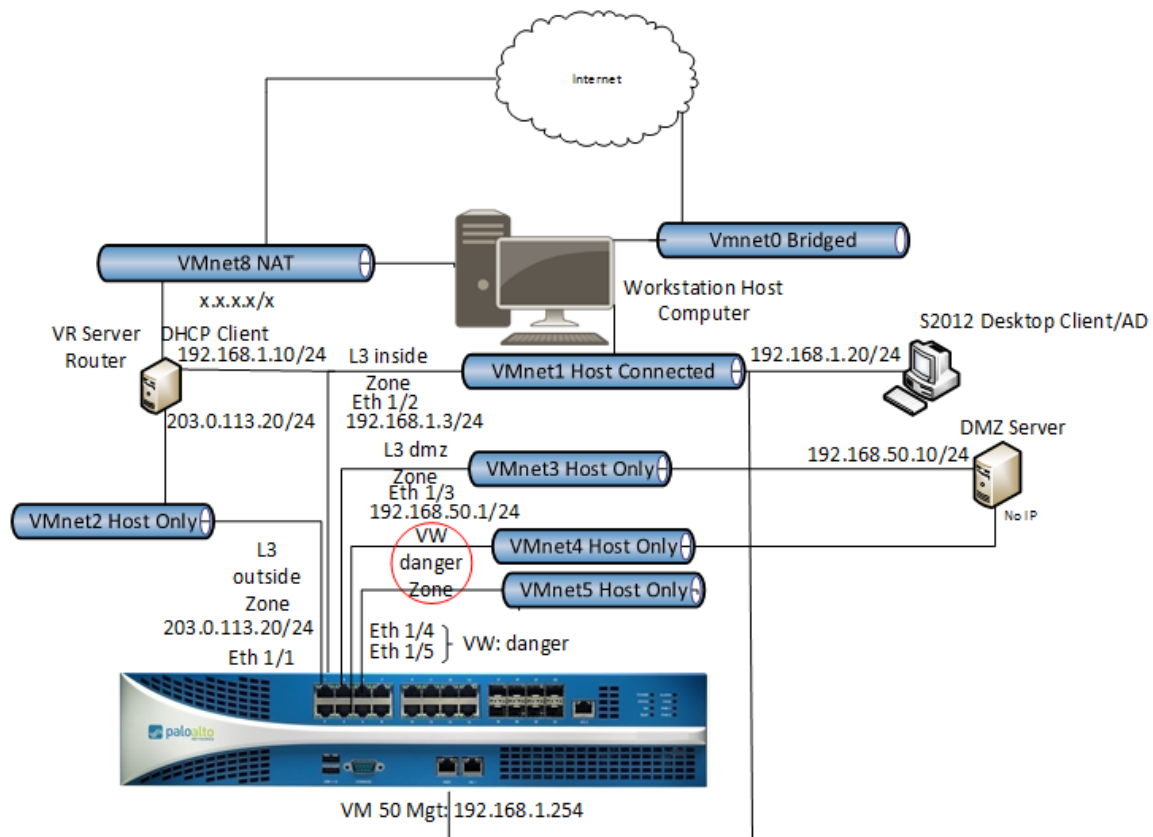 Internet
Vmnet0 Bridged
VMnet8 NAT
x.x.x.x/x
Workstation Host
Computer
VR Server
Router
DHCP Client
192.168.1.10/24
S2012 Desktop Client/AD
192.168.1.20/24
L3 inside
Zone
Eth 1/2
192.168.1.3/24
VMnet1 Host Connected
203.0.113.20/24
DMZ Server
192.168.50.10/24
L3 dmz
Zone
Eth 1/3
192.168.50.1/24
VMnet3 Host Only
No IP
VMnet2 Host Only
VW
danger
Zone
VMnet4 Host Only
VMnet5 Host Only
L3
outside
Zone
203.0.113.20/24
Eth 1/1
Eth 1/4
Eth 1/5
VW: danger
paloalto
VM 50 Mgt: 192.168.1.254